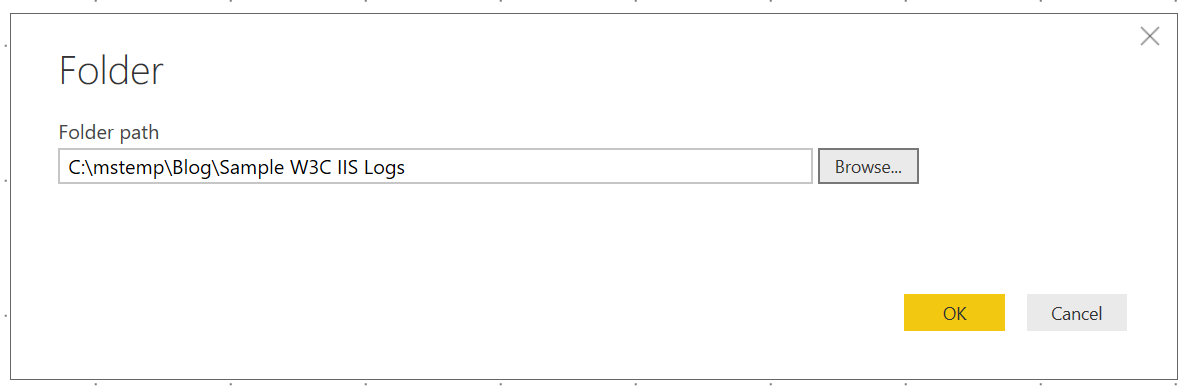 Folder
Folder path
C:\mstemp\Blog\Sample W3C IIS Logs
Browse...
OK
Cancel